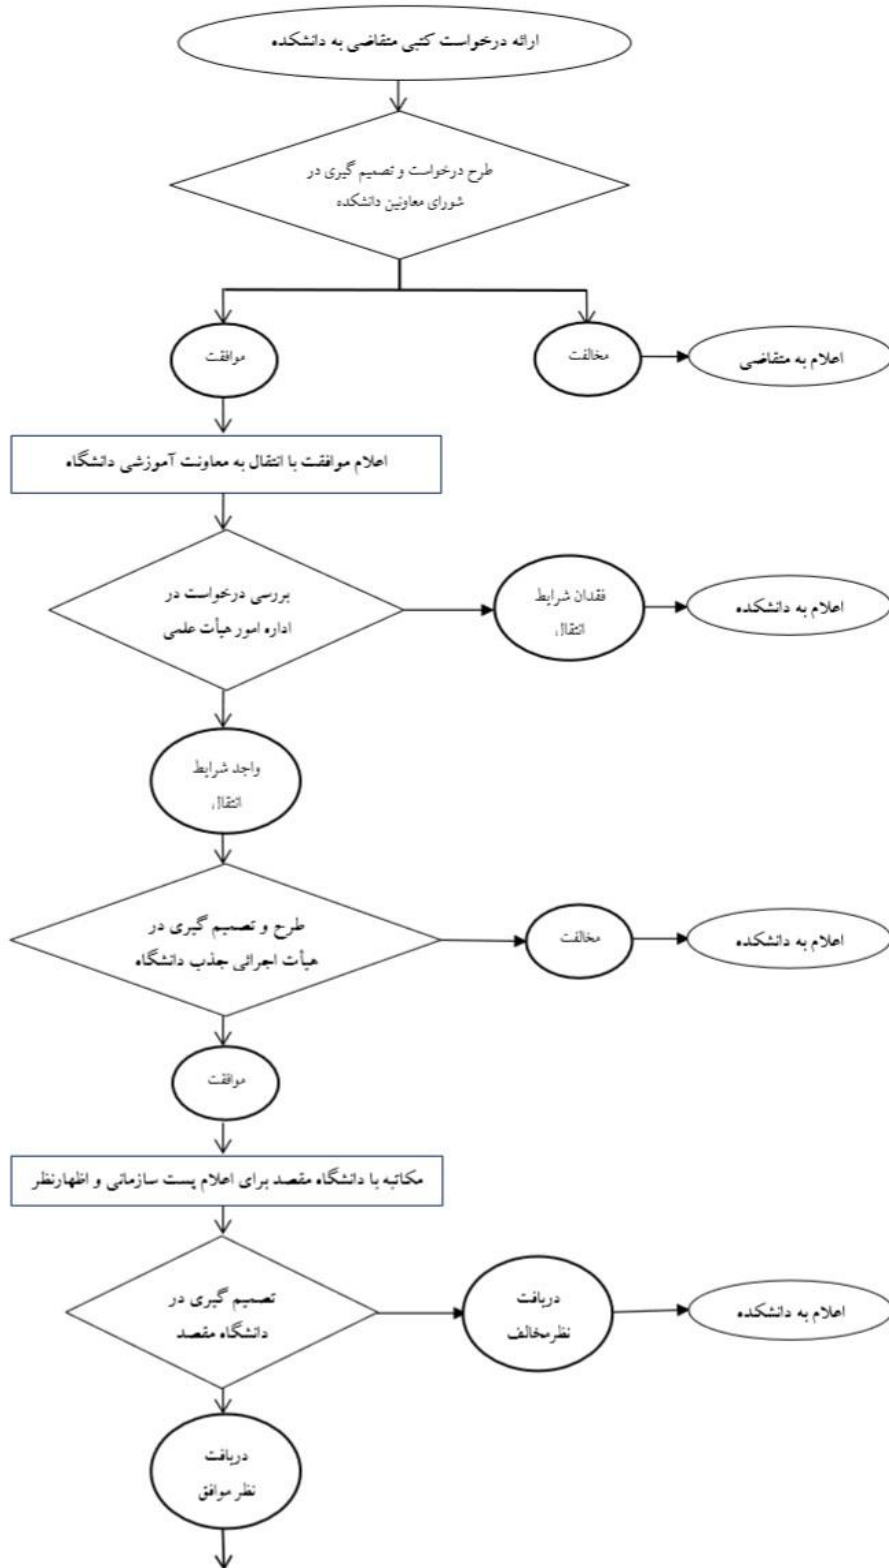 ارائه درخواست کتبی متقاضی به دانشکده
طرح درخواست و تصمیم گیری در
شورای معاونین دانشکده
موافقت
مخالفت
اعلام به متقاضی
اعلام موافقت با انتقال به معاونت آموزشی دانشگاه
بررسی درخواست در
اداره امور هیأت علمی
فقدان شرایط
انتقال
اعلام به دانشکده
واجد شرایط
انتقال
طرح و تصمیم گیری در
هیأت اجرائی جذب دانشگاه
مخالفت
اعلام به دانشکده
موافقت
مکاتبه با دانشگاه مقصد برای اعلام پست سازمانی و اظهارنظر
تصمیم گیری در
دانشگاه مقصد
دریافت
نظرمخالف
اعلام به دانشکده
دریافت
نظر موافق